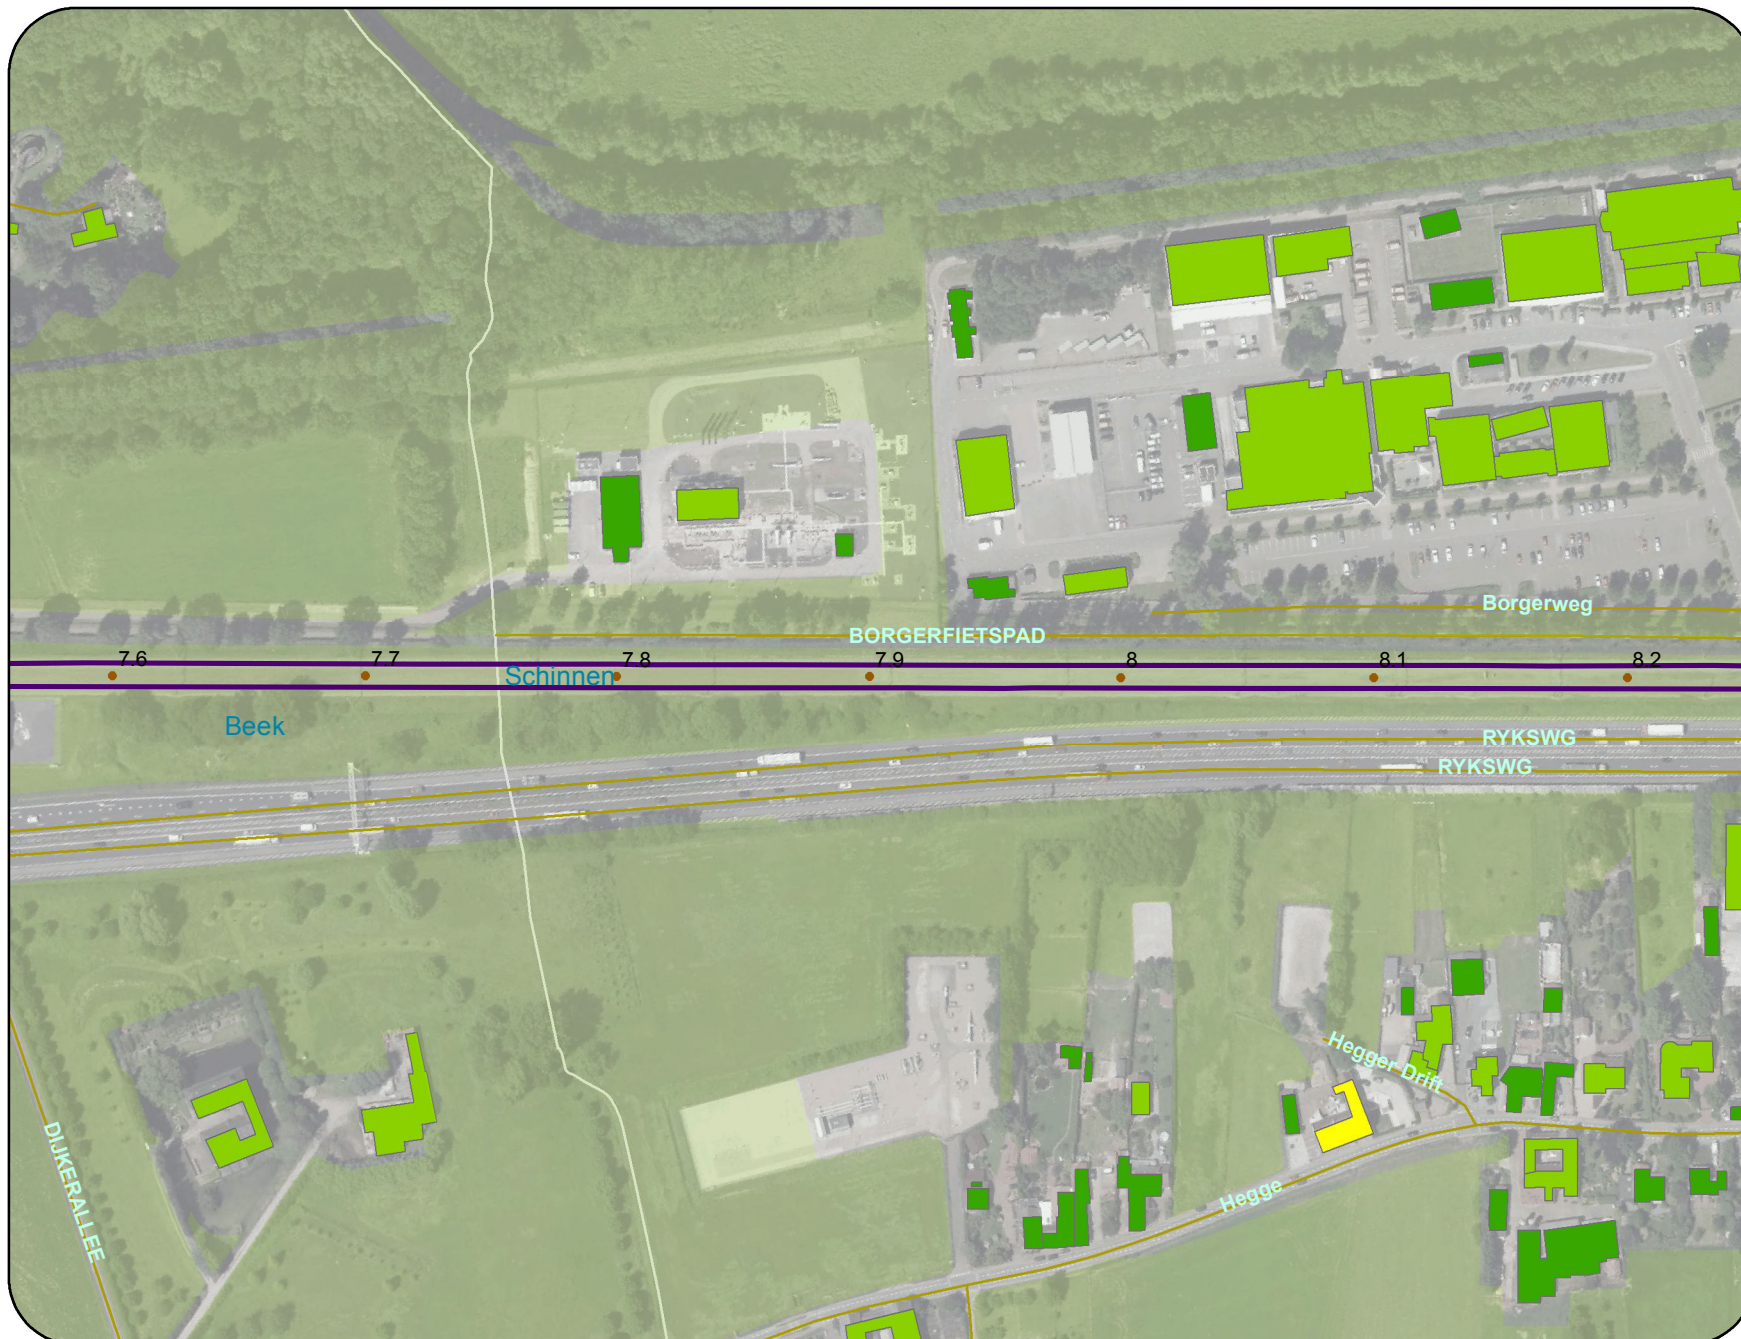 Borgerweg
BORGERFIETSPAD
7.6
7.7
7.8
7.9
8
8.1
8.2
Schinnen
Beek
RYKSWG
RYKSWG
Hegger Drift
DIJKERALLEE
Hegge